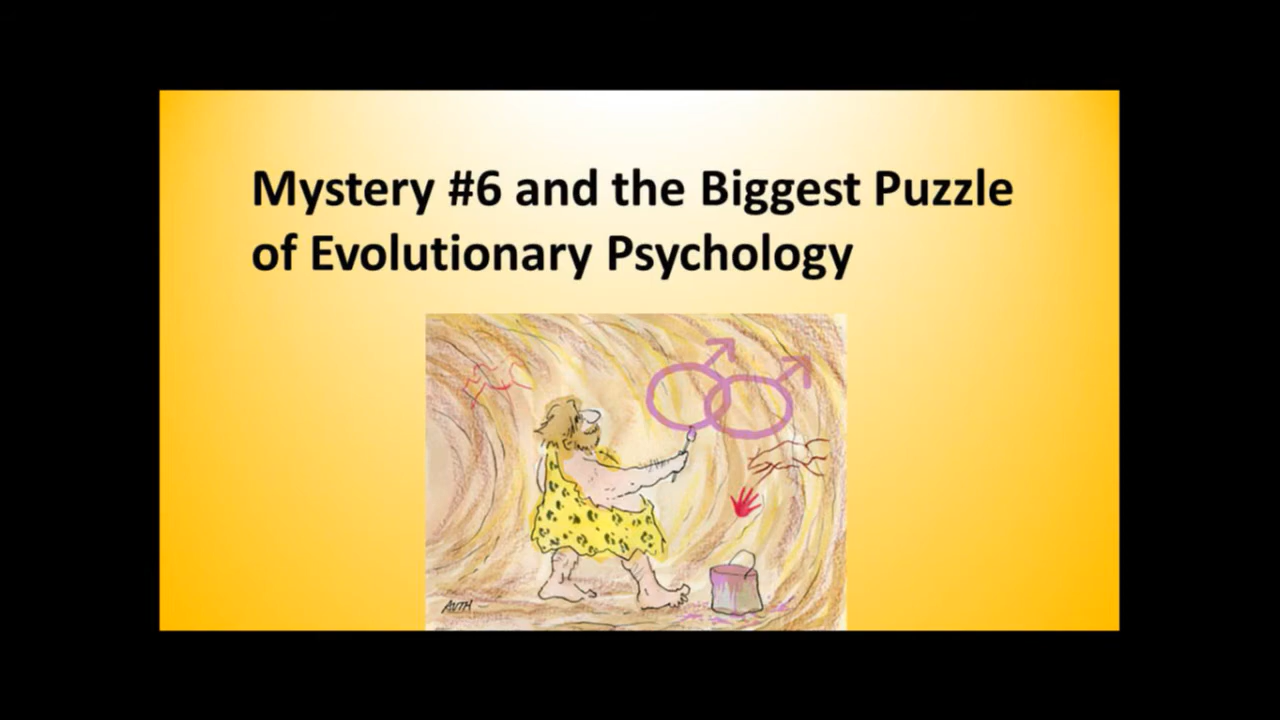 Mystery #6 and the Biggest Puzzle
of Evolutionary Psychology
AUTH